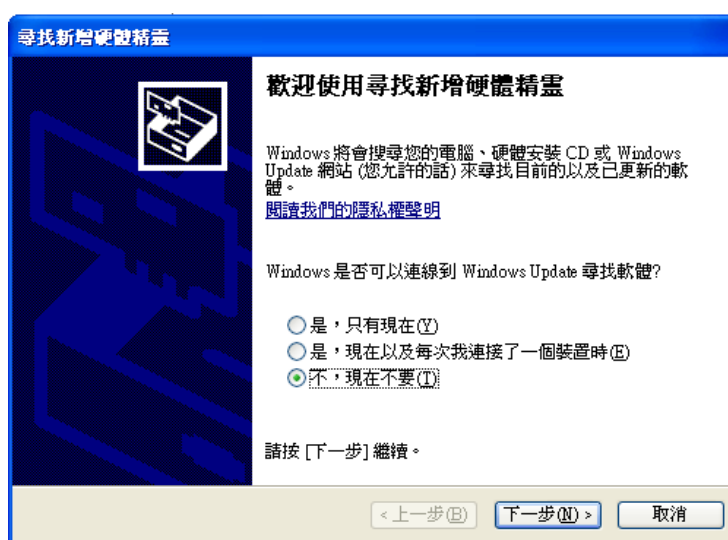 尋找新增硬體精靈
歡迎使用尋找新增硬體精靈
Windows 將會搜尋您的電腦、硬體安裝 CD 或 Windows
Update 網站 (您允許的話) 來尋找目前的以及已更新的軟
體。
閱讀我們的隱私權聲明
Windows 是否可以連線到 Windows Update 尋找軟體?
是，只有現在(Y)
是，現在以及每次我連接了一個裝置時(E)
不，現在不要(T)
請按 [下一步] 繼續。
< 上一步(B) 下一步(N) > 取消